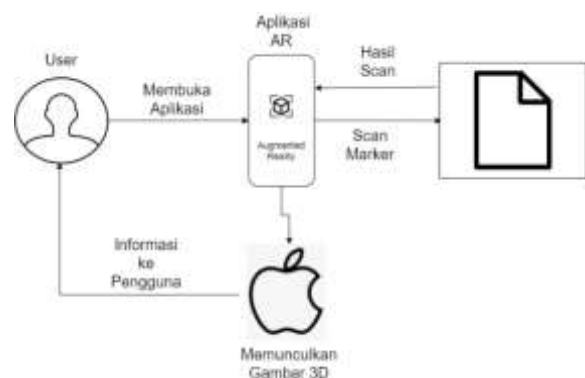 Aplikasi
AR
User
Hasil
Scan
Membuka
Aplikasi
Augmented
Reality
Scan
Marker
Informasi
ke
Pengguna
Memunculkan
Gambar 3D